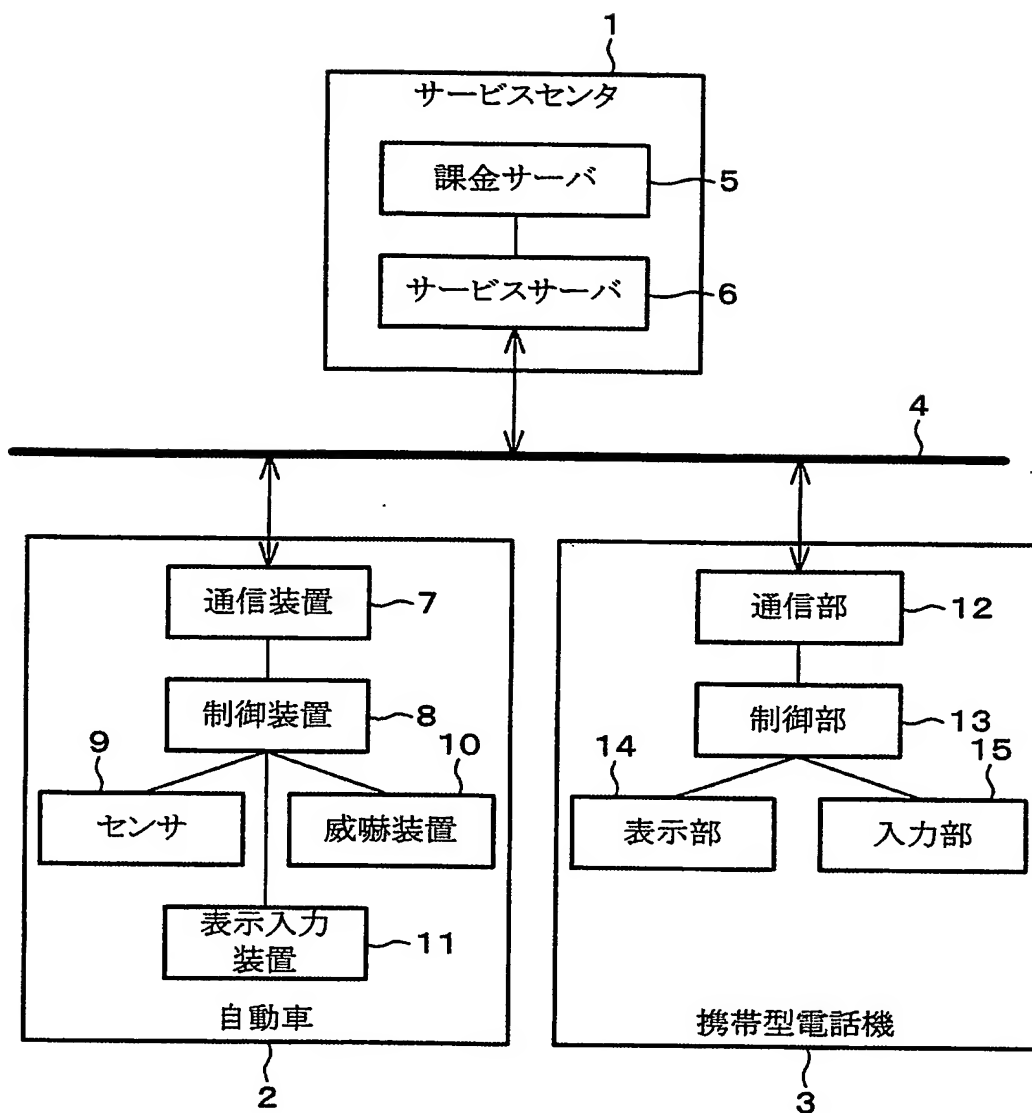 1
サービスセンタ
課金サーバ
5
サービスサーバ
6
4
通信装置
7
制御装置
8
9
センサ
10
威嚇装置
表示入力
装置
11
自動車
2
通信部
12
制御部
13
14
表示部
15
入力部
携帯型電話機
3